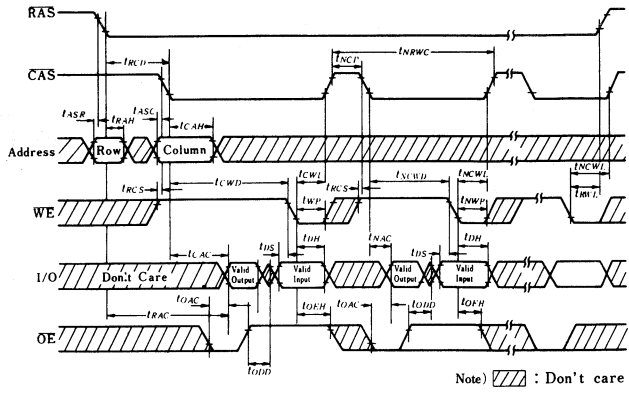 RAS
tRCD
tNCP
tNRWC
CAS
tASR
tRAH
tASC
tCAH
Address
Row
Column
tNCWL
tRCS
tCWD
tCWL
tRCS
tNCWD
tNCWL
tRWL
WE
tWP
tNWP
tCAC
tDS
tDH
tNAC
tDS
tDH
I/O
Don't Care
Valid Output
Valid Input
Valid Output
Valid Input
tRAC
tOAC
tOEH
tOAC
tODD
tOEH
OE
tODD
Note) : Don't care